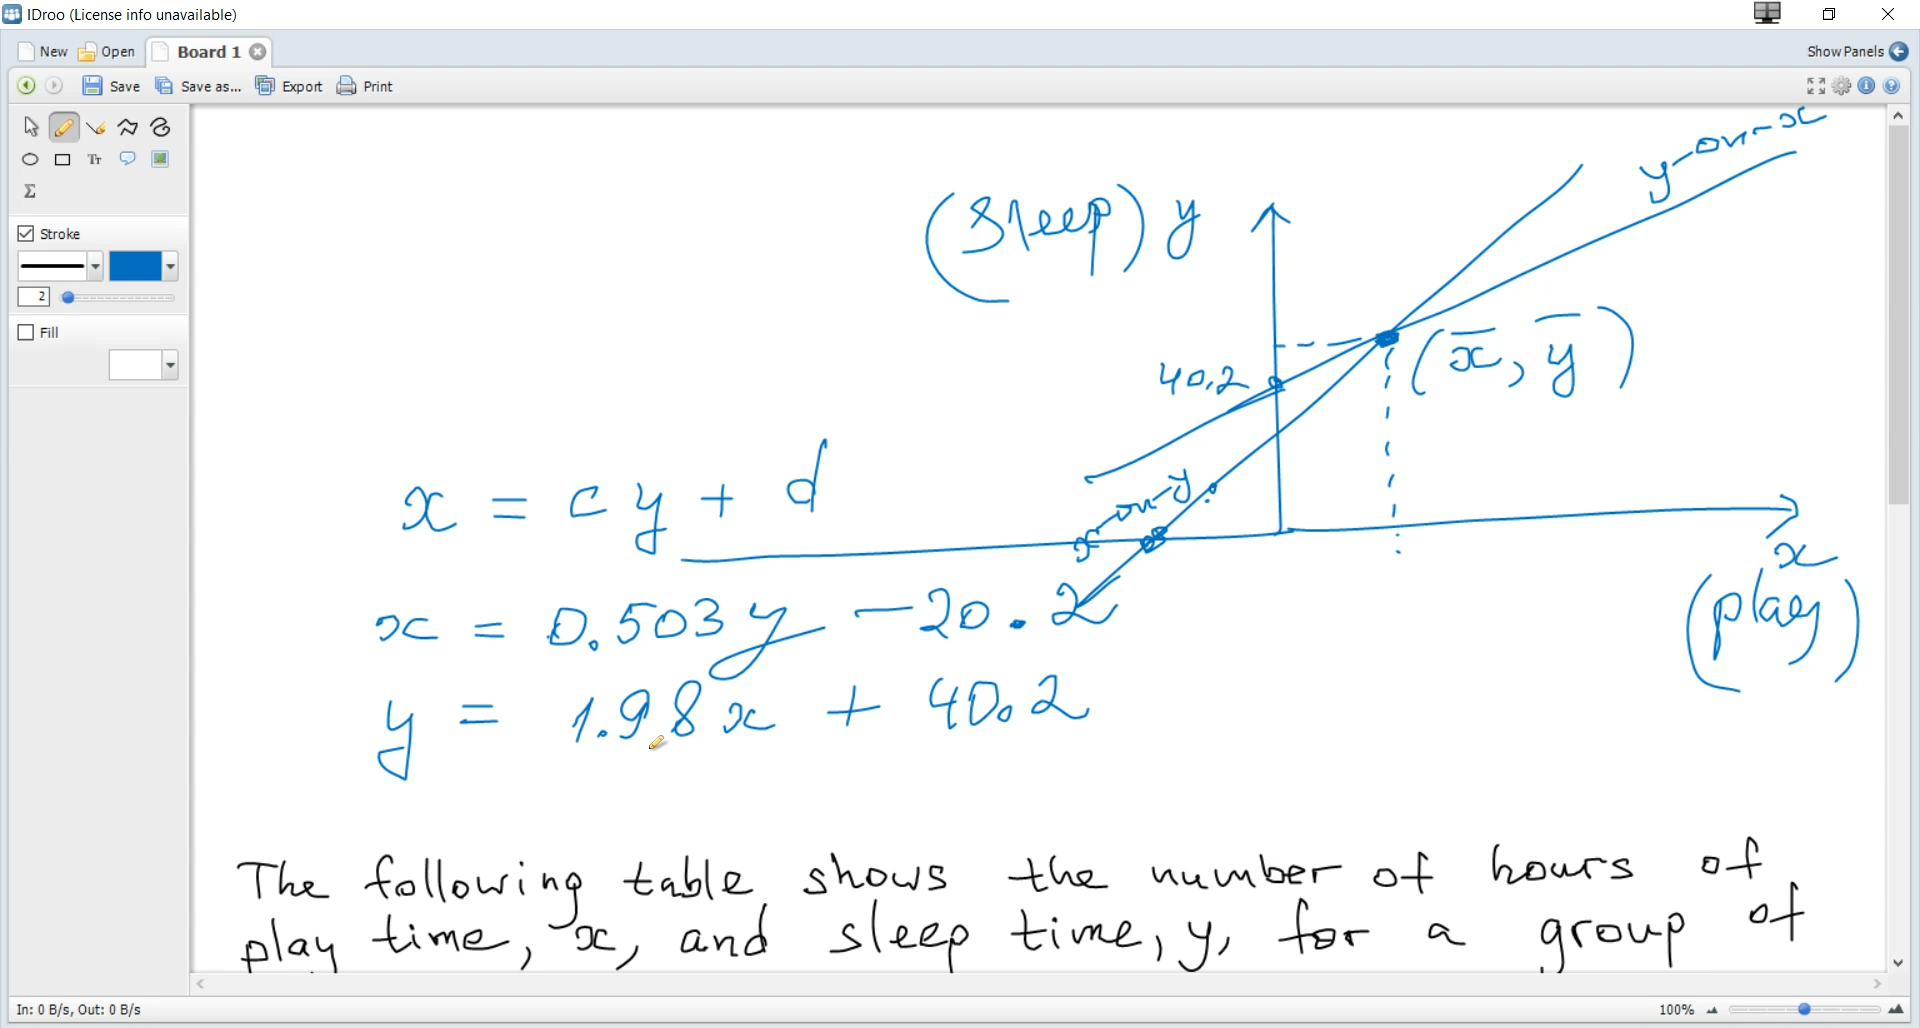 IDroo (License info unavailable)
New Open Board 1 Show Panels
Save Save as... Export Print
Tt
Σ
Stroke
2
Fill
y-on-x
(Sleep) y
(x̅, y̅)
40.2
x-on-y
x = cy + d
x
(play)
x = 0.503y - 20.2
y = 1.98x + 40.2
The following table shows the number of hours of
play time, x, and sleep time, y, for a group of
In: 0 B/s, Out: 0 B/s
100%